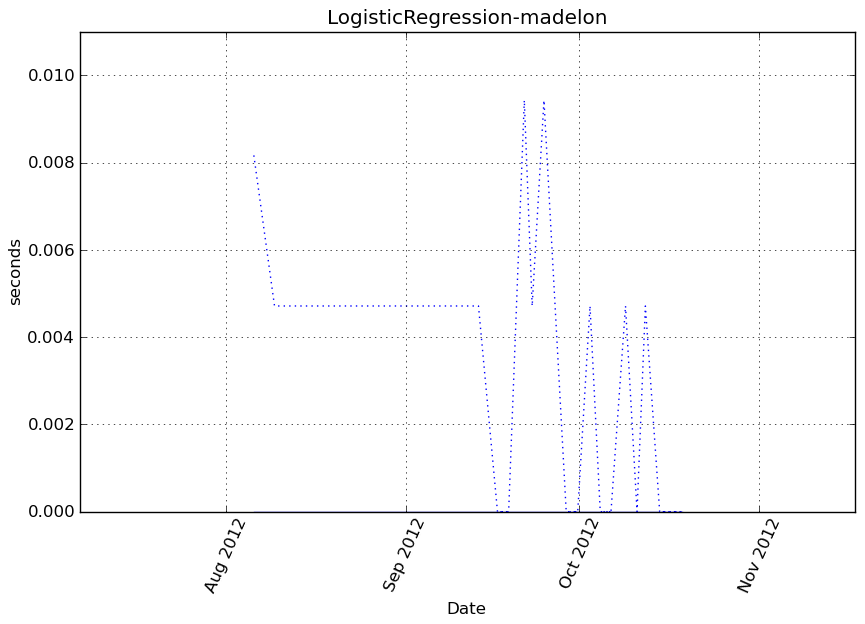 LogisticRegression-madelon
0.010
0.008
0.006
0.004
0.002
0.000
seconds
Aug 2012
Sep 2012
Oct 2012
Nov 2012
Date